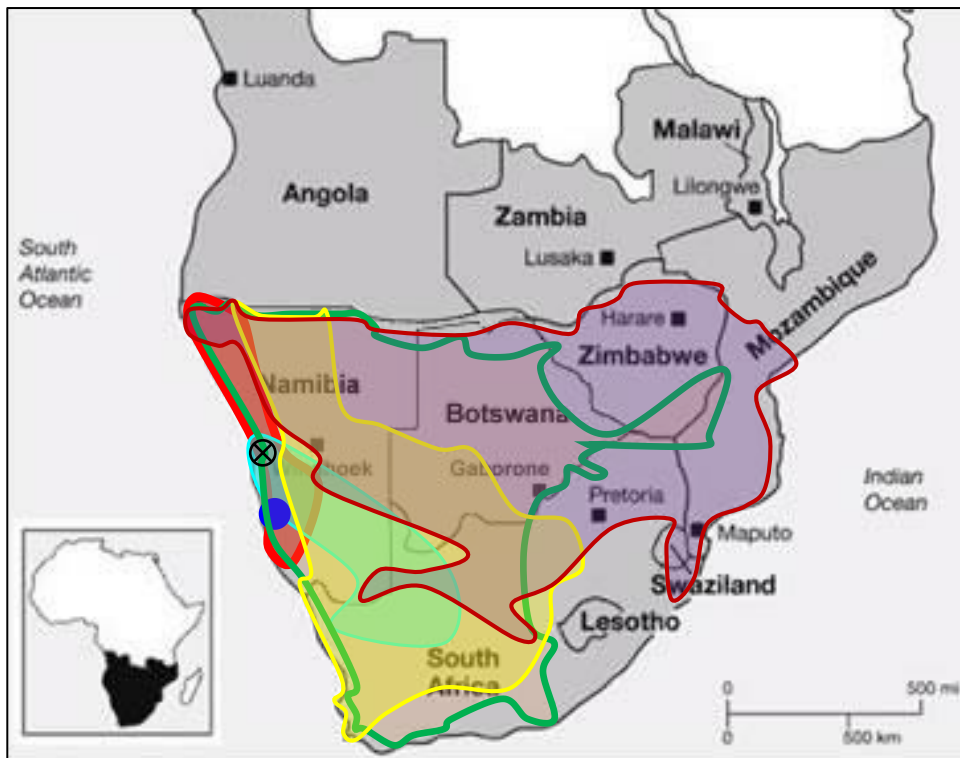 Luanda
Malawi
Angola
Lilongwe
Zambia
South
Atlantic
Ocean
Lusaka
Mozambique
Harare
Zimbabwe
Namibia
Botswana
Gaborone
Indian
Ocean
Pretoria
Maputo
Swaziland
Lesotho
South
Africa
0 500 mi
0 500 km